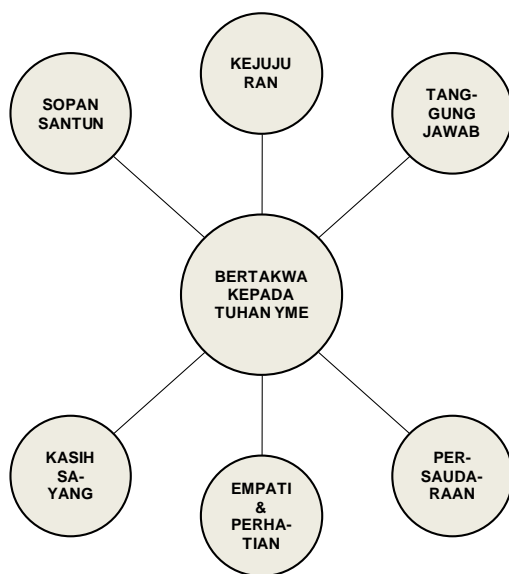 KEJUJU
RAN
SOPAN
SANTUN
TANG-
GUNG
JAWAB
BERTAKWA
KEPADA
TUHAN YME
KASIH
SA-
YANG
EMPATI
&
PERHA-
TIAN
PER-
SAUDA-
RAAN